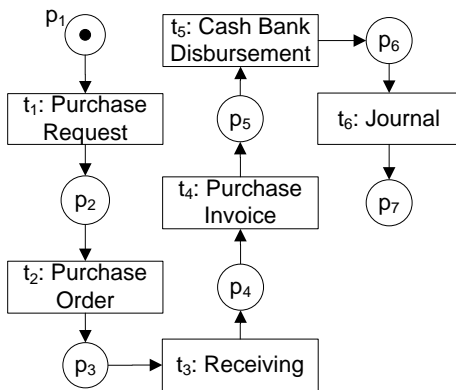 p₁
t₁: Purchase
Request
p₂
t₂: Purchase
Order
p₃
t₃: Receiving
p₄
t₄: Purchase
Invoice
p₅
t₅: Cash Bank
Disbursement
p₆
t₆: Journal
p₇